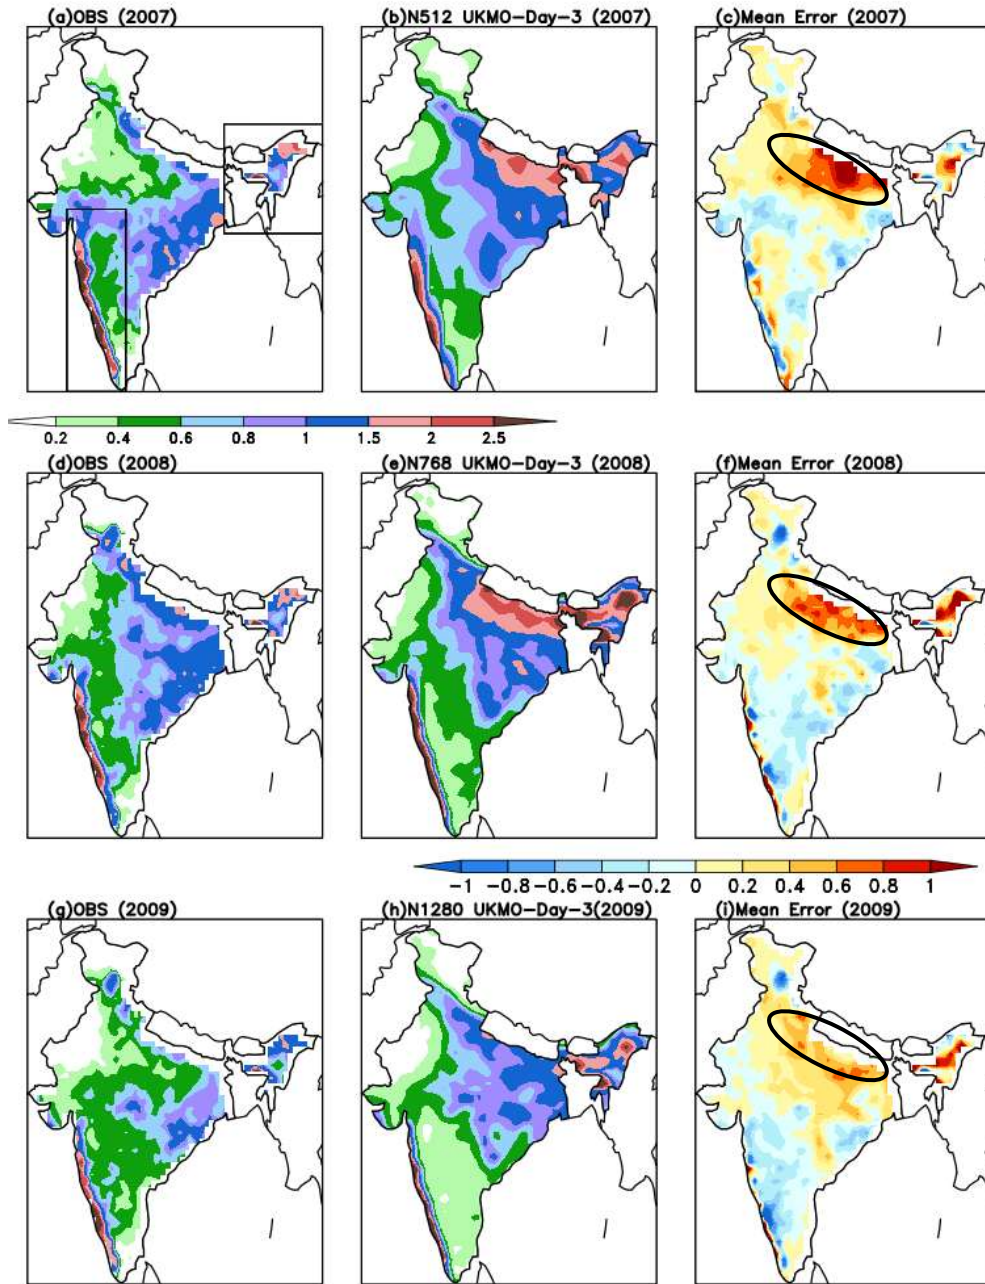 (a)OBS (2007)
(b)N512 UKMO-Day-3 (2007)
(c)Mean Error (2007)
0.2 0.4 0.6 0.8 1 1.5 2 2.5
(d)OBS (2008)
(e)N768 UKMO-Day-3 (2008)
(f)Mean Error (2008)
-1 -0.8 -0.6 -0.4 -0.2 0 0.2 0.4 0.6 0.8 1
(g)OBS (2009)
(h)N1280 UKMO-Day-3(2009)
(i)Mean Error (2009)